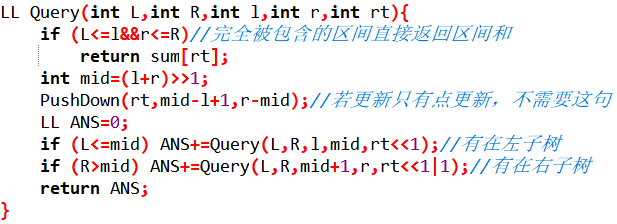 LL Query(int L,int R,int l,int r,int rt){
if (L<=l&&r<=R)//完全被包含的区间直接返回区间和
return sum[rt];
int mid=(l+r)>>1;
PushDown(rt,mid-l+1,r-mid);//若更新只有点更新，不需要这句
LL ANS=0;
if (L<=mid) ANS+=Query(L,R,l,mid,rt<<1);//有在左子树
if (R>mid) ANS+=Query(L,R,mid+1,r,rt<<1|1);//有在右子树
return ANS;
}